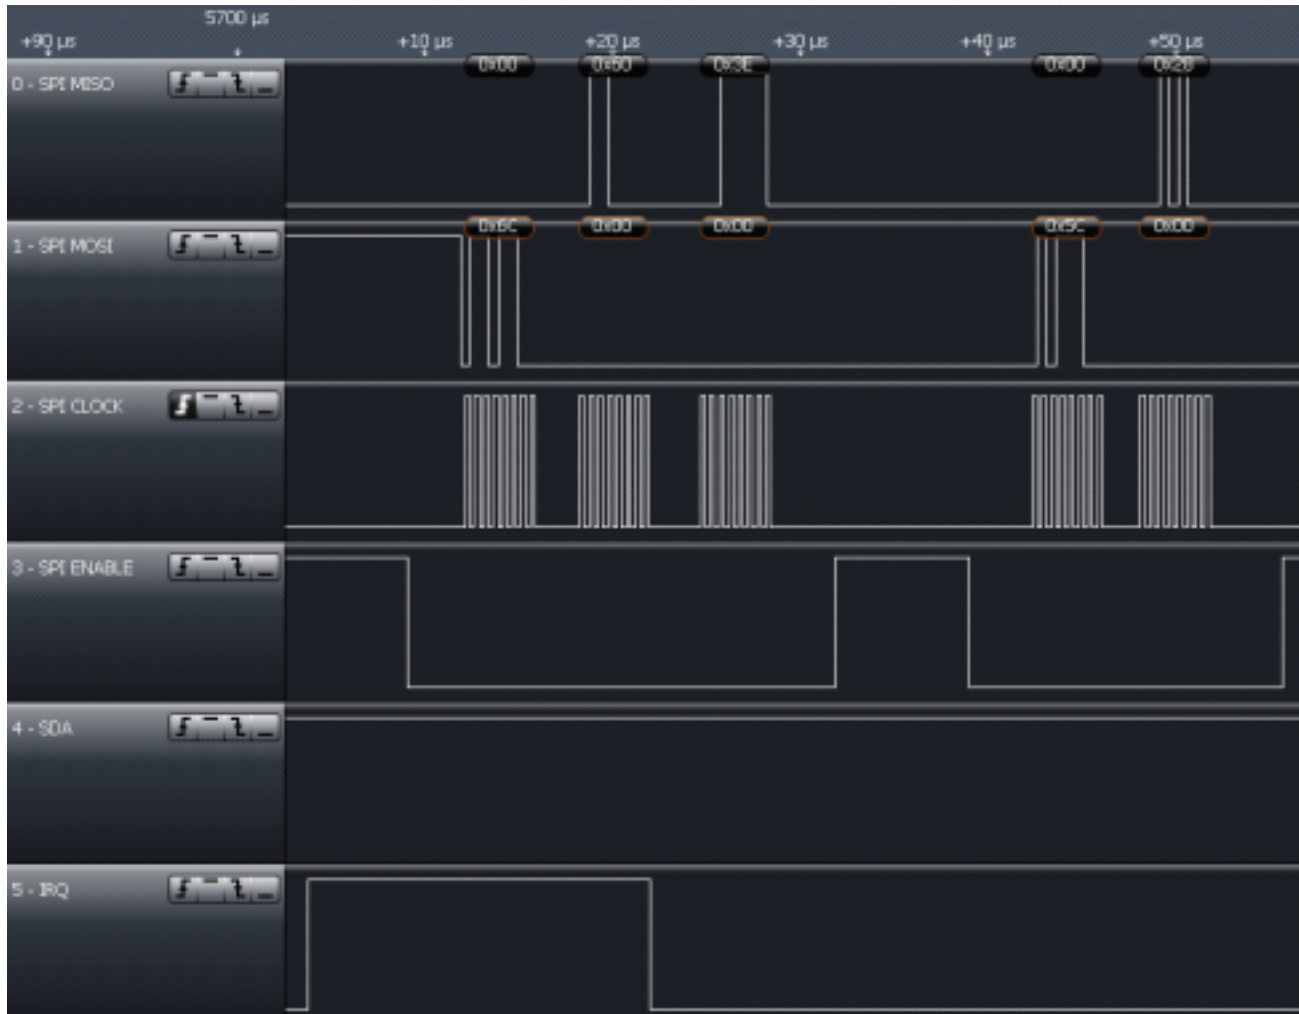 5700 µs
+90 µs +10 µs +20 µs +30 µs +40 µs +50 µs
0 - SPI MISO 0x00 0x60 0x3E 0x00 0x28
1 - SPI MOSI 0x6C 0x00 0x00 0x5C 0x00
2 - SPI CLOCK
3 - SPI ENABLE
4 - SDA
5 - IRQ